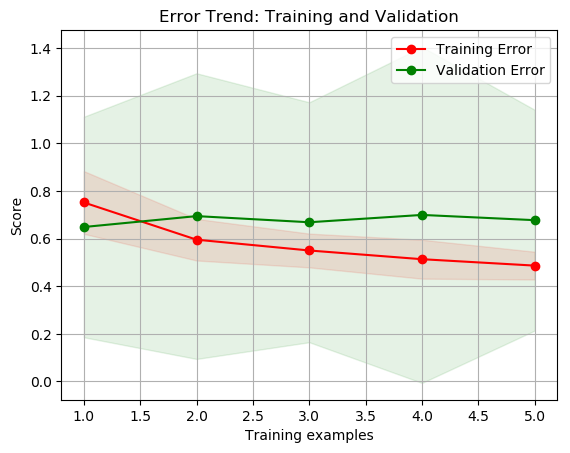 Error Trend: Training and Validation
Training Error
Validation Error
Score
1.4
1.2
1.0
0.8
0.6
0.4
0.2
0.0
1.0 1.5 2.0 2.5 3.0 3.5 4.0 4.5 5.0
Training examples